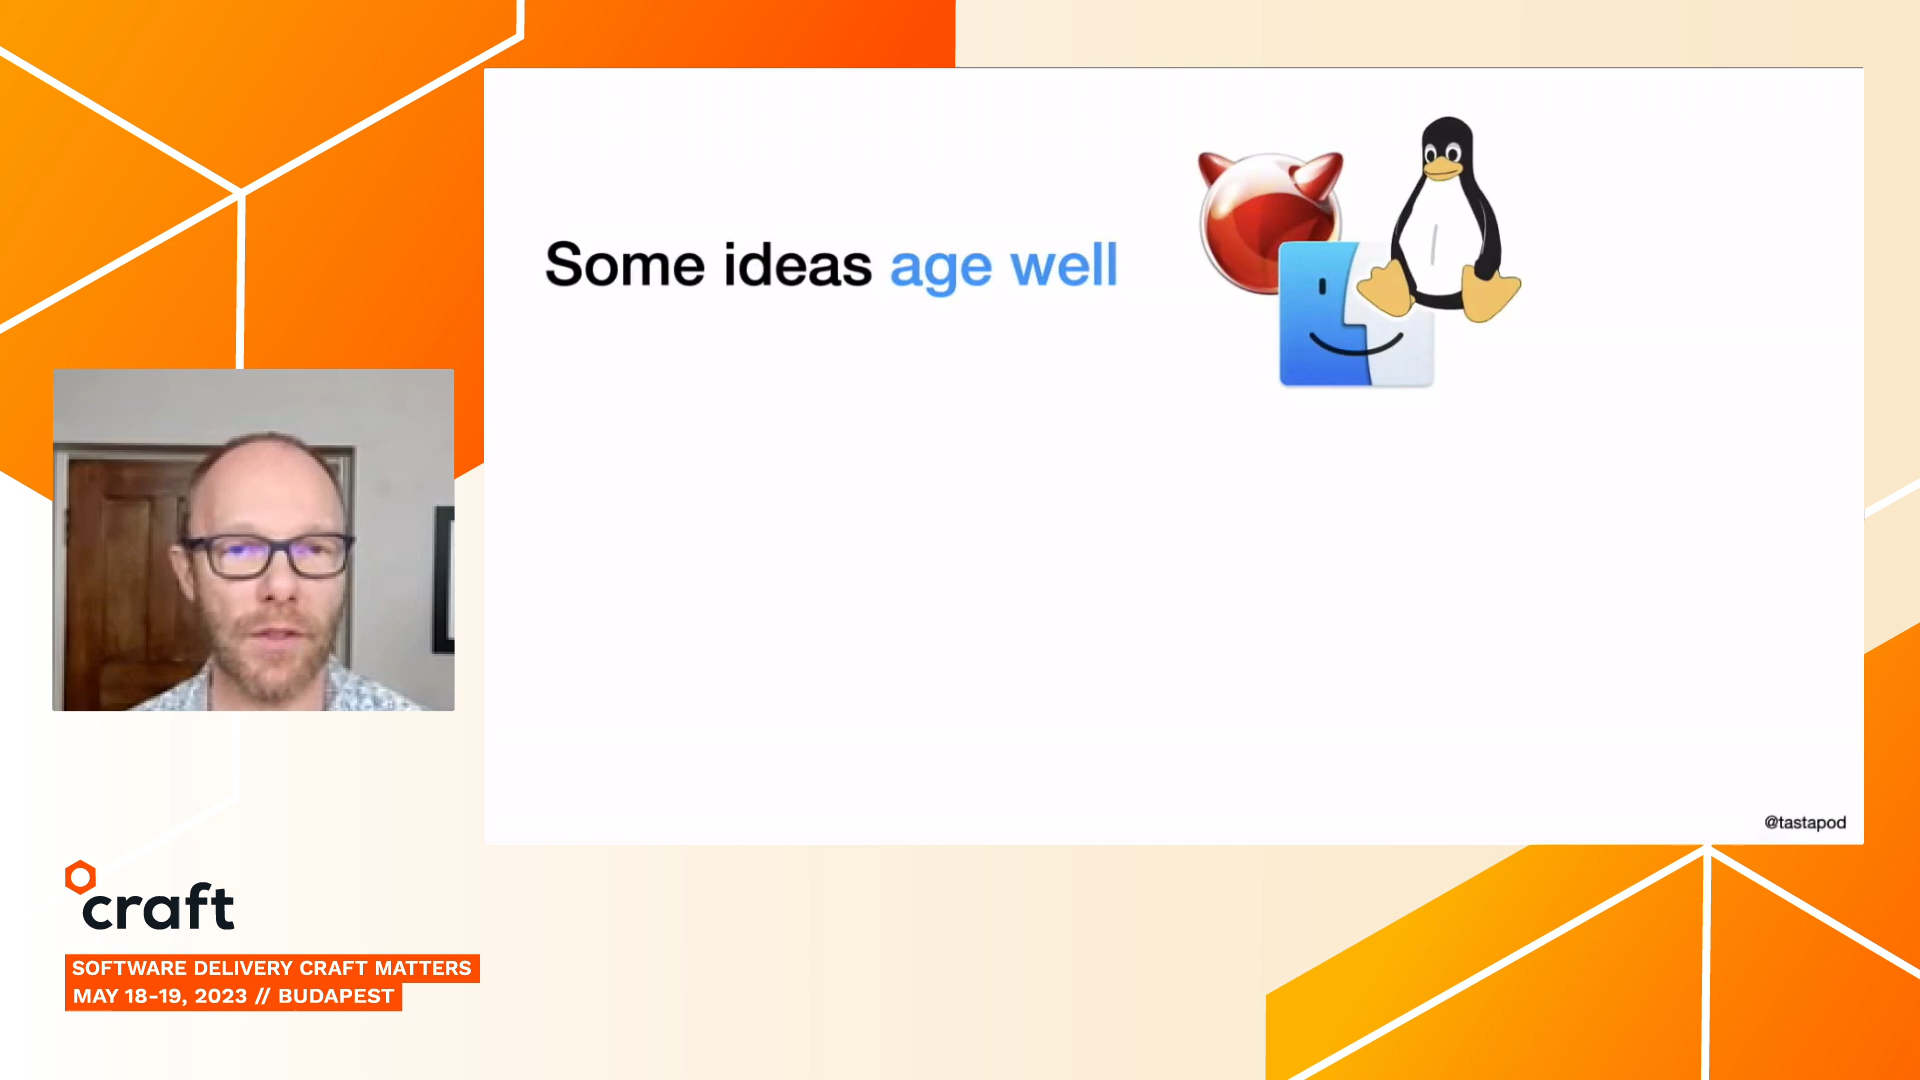 Some ideas age well
@tastapod
craft
SOFTWARE DELIVERY CRAFT MATTERS
MAY 18-19, 2023 // BUDAPEST